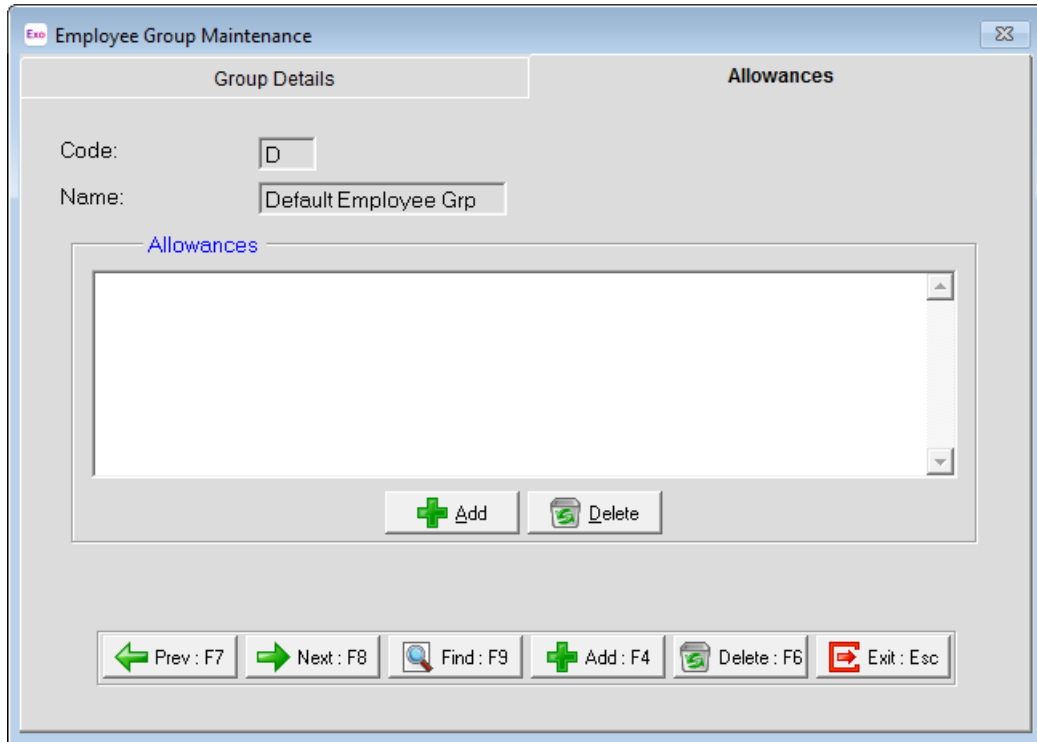 Exo Employee Group Maintenance
Group Details Allowances
Code: D
Name: Default Employee Grp
Allowances
Add Delete
Prev : F7 Next : F8 Find : F9 Add : F4 Delete : F6 Exit : Esc